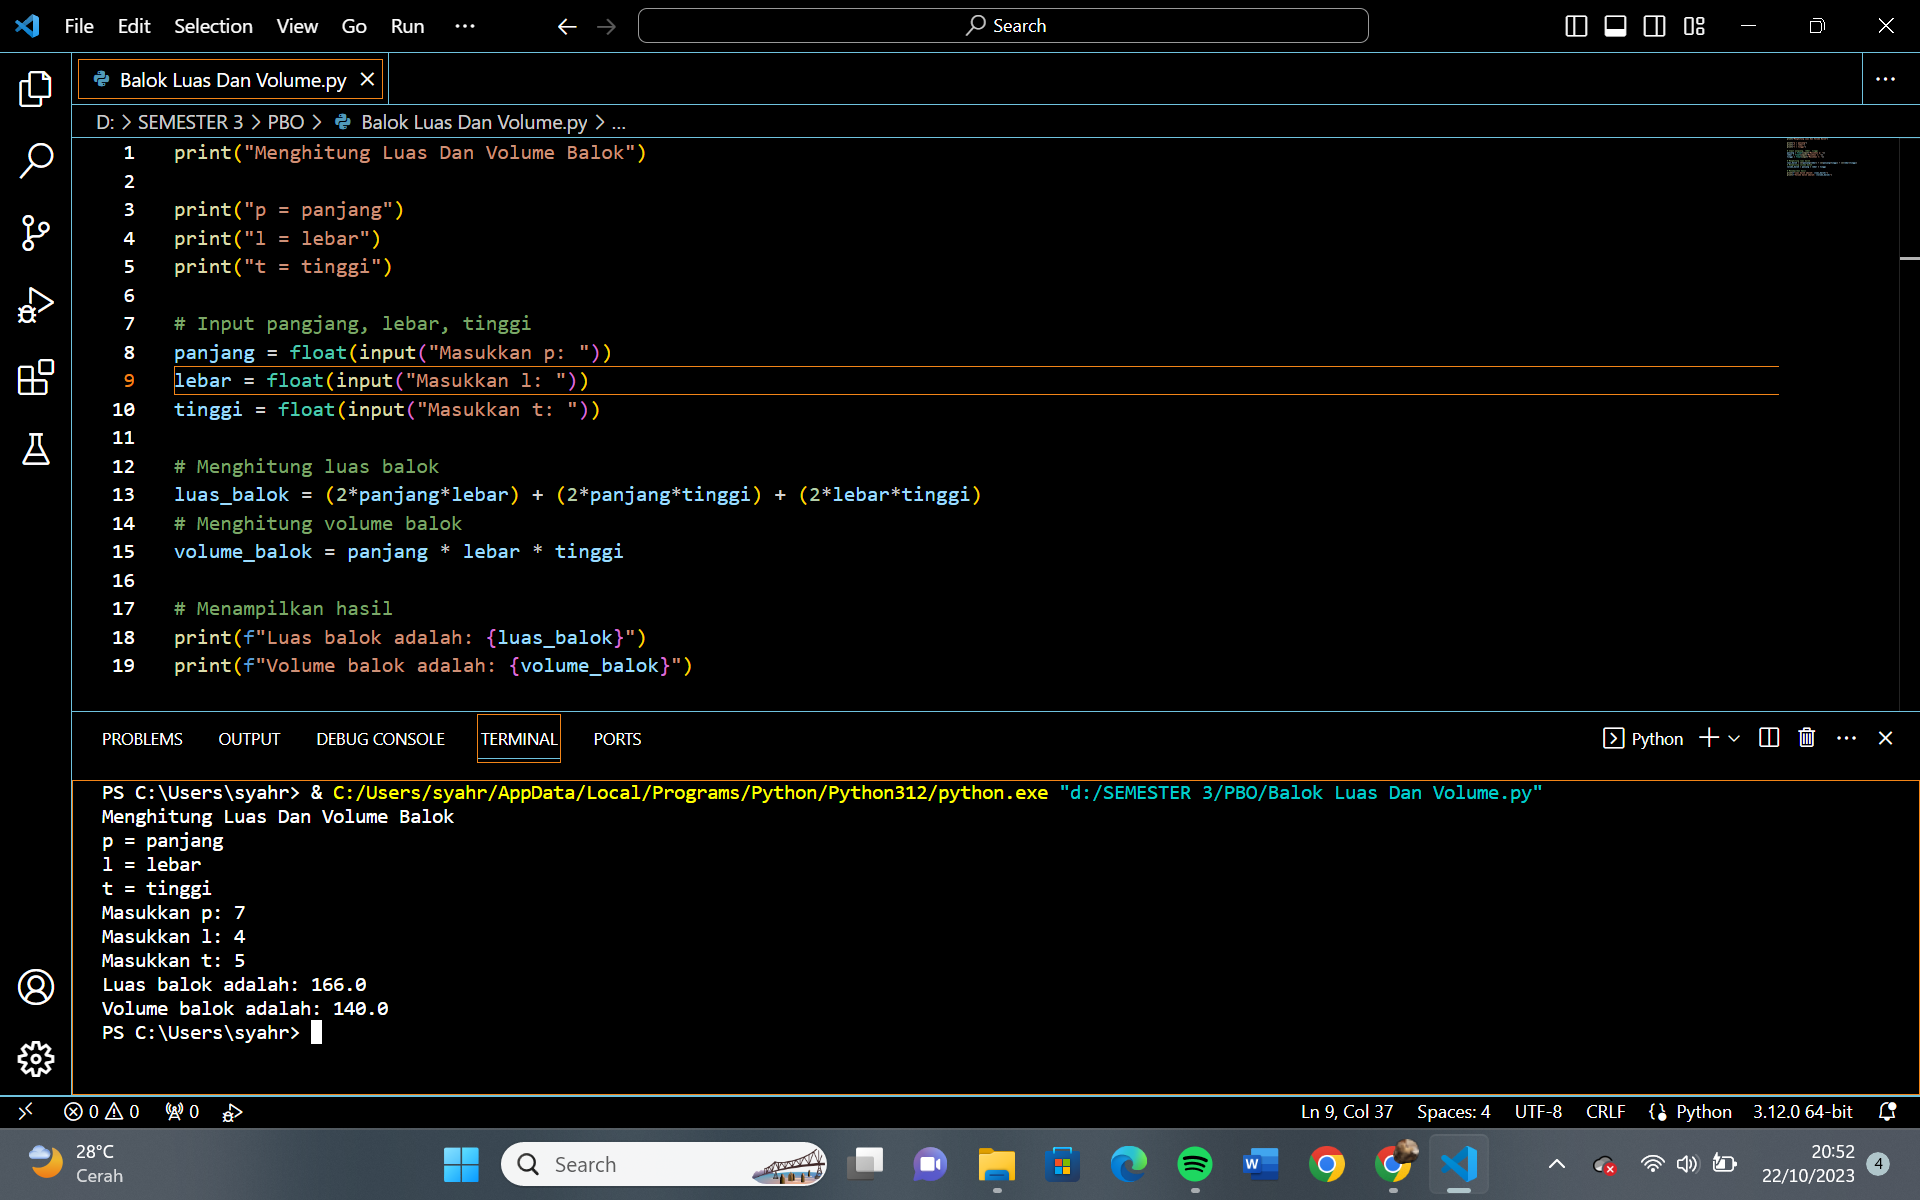 File Edit Selection View Go Run ··· Search
Balok Luas Dan Volume.py
D: > SEMESTER 3 > PBO > Balok Luas Dan Volume.py > ...
1 print("Menghitung Luas Dan Volume Balok")
2
3 print("p = panjang")
4 print("l = lebar")
5 print("t = tinggi")
6
7 # Input pangjang, lebar, tinggi
8 panjang = float(input("Masukkan p: "))
9 lebar = float(input("Masukkan l: "))
10 tinggi = float(input("Masukkan t: "))
11
12 # Menghitung luas balok
13 luas_balok = (2*panjang*lebar) + (2*panjang*tinggi) + (2*lebar*tinggi)
14 # Menghitung volume balok
15 volume_balok = panjang * lebar * tinggi
16
17 # Menampilkan hasil
18 print(f"Luas balok adalah: {luas_balok}")
19 print(f"Volume balok adalah: {volume_balok}")
PROBLEMS OUTPUT DEBUG CONSOLE TERMINAL PORTS Python
PS C:\Users\syahr> & C:/Users/syahr/AppData/Local/Programs/Python/Python312/python.exe "d:/SEMESTER 3/PBO/Balok Luas Dan Volume.py"
Menghitung Luas Dan Volume Balok
p = panjang
l = lebar
t = tinggi
Masukkan p: 7
Masukkan l: 4
Masukkan t: 5
Luas balok adalah: 166.0
Volume balok adalah: 140.0
PS C:\Users\syahr>
0 0 0 Ln 9, Col 37 Spaces: 4 UTF-8 CRLF Python 3.12.0 64-bit
28°C
Cerah
Search
20:52
22/10/2023
4